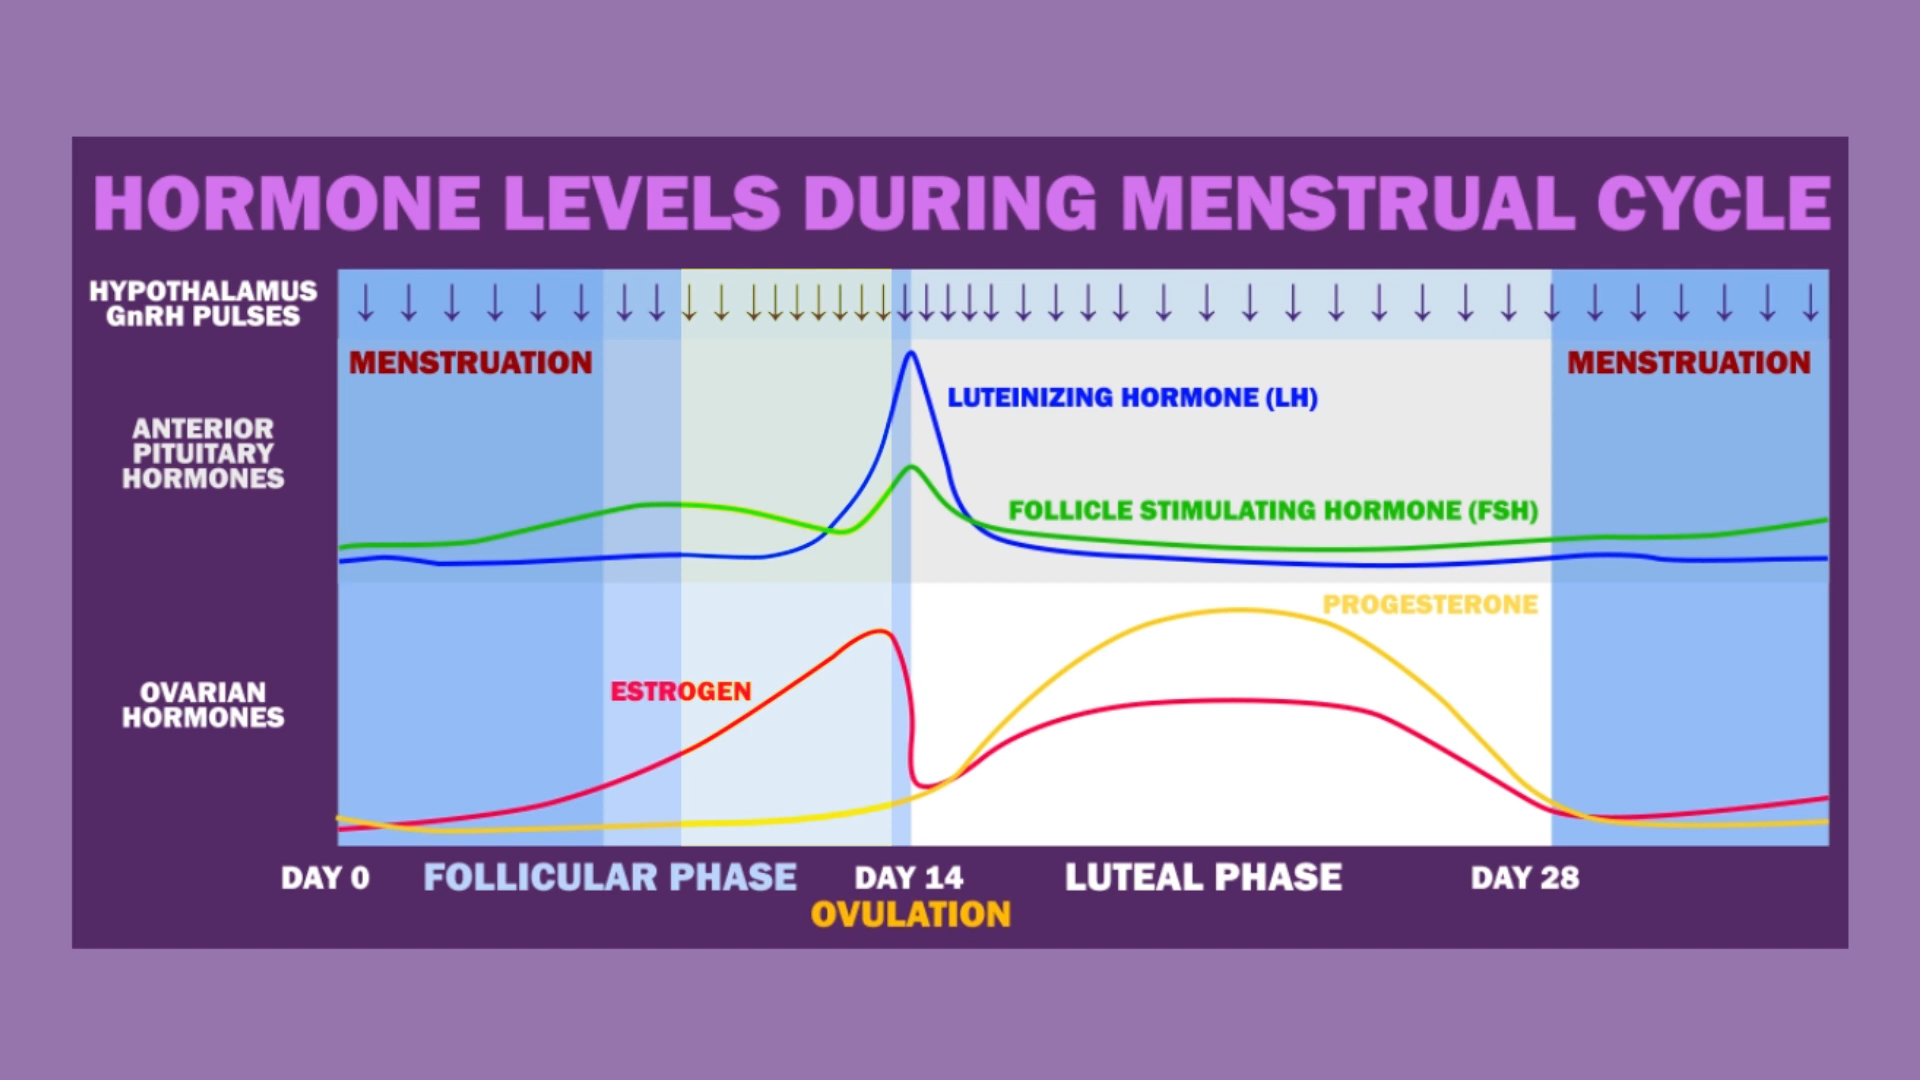 HORMONE LEVELS DURING MENSTRUAL CYCLE
HYPOTHALAMUS
GnRH PULSES
MENSTRUATION
MENSTRUATION
LUTEINIZING HORMONE (LH)
ANTERIOR
PITUITARY
HORMONES
FOLLICLE STIMULATING HORMONE (FSH)
PROGESTERONE
ESTROGEN
OVARIAN
HORMONES
DAY 0
FOLLICULAR PHASE
DAY 14
LUTEAL PHASE
DAY 28
OVULATION